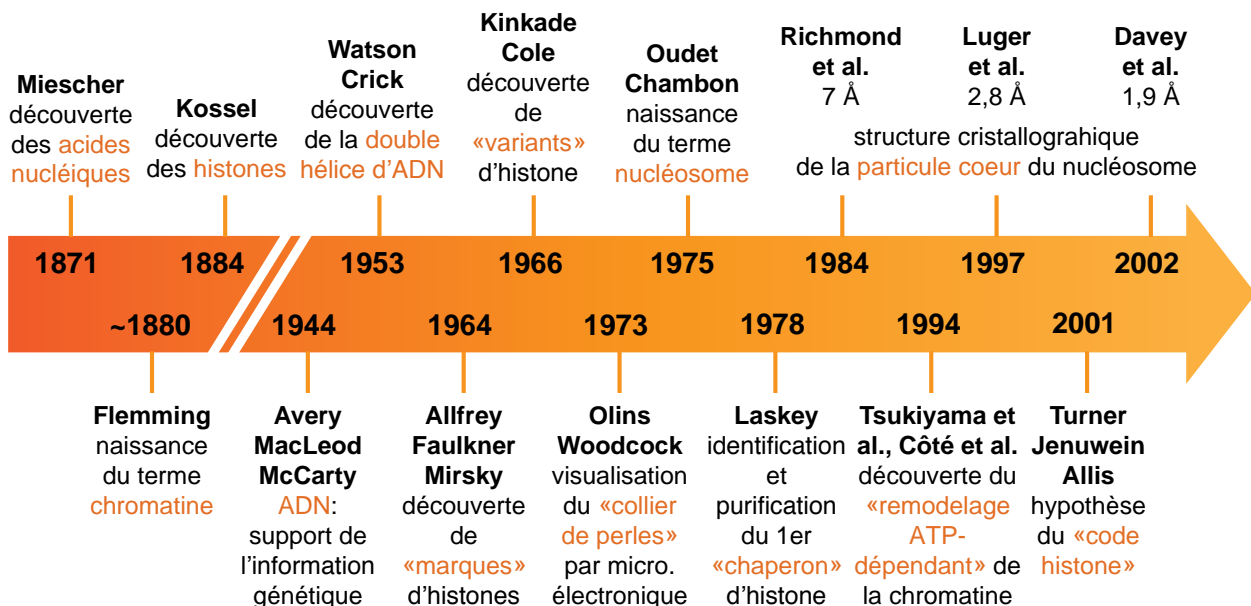 Miescher
découverte
des acides
nucléiques
Kossel
découverte
des histones
Watson
Crick
découverte
de la double
hélice d'ADN
Kinkade
Cole
découverte
de
«variants»
d'histone
Oudet
Chambon
naissance
du terme
nucléosome
Richmond
et al.
7 Å
Luger
et al.
2,8 Å
Davey
et al.
1,9 Å
structure cristallograhique
de la particule coeur du nucléosome
1871 1884 1953 1966 1975 1984 1997 2002
~1880 1944 1964 1973 1978 1994 2001
Flemming
naissance
du terme
chromatine
Avery
MacLeod
McCarty
ADN:
support de
l'information
génétique
Allfrey
Faulkner
Mirsky
découverte
de
«marques»
d'histones
Olins
Woodcock
visualisation
du «collier
de perles»
par micro.
électronique
Laskey
identification
et
purification
du 1er
«chaperon»
d'histone
Tsukiyama et
al., Côté et al.
découverte du
«remodelage
ATP-
dépendant» de
la chromatine
Turner
Jenuwein
Allis
hypothèse
du «code
histone»